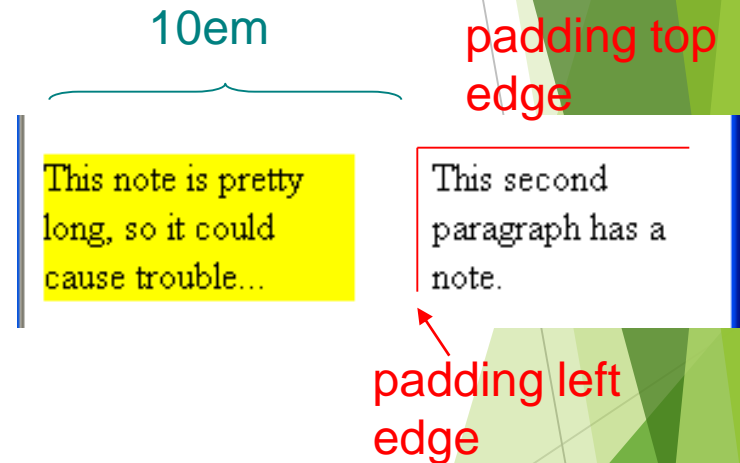 10em
padding top
edge
This note is pretty
long, so it could
cause trouble...
This second
paragraph has a
note.
padding left
edge